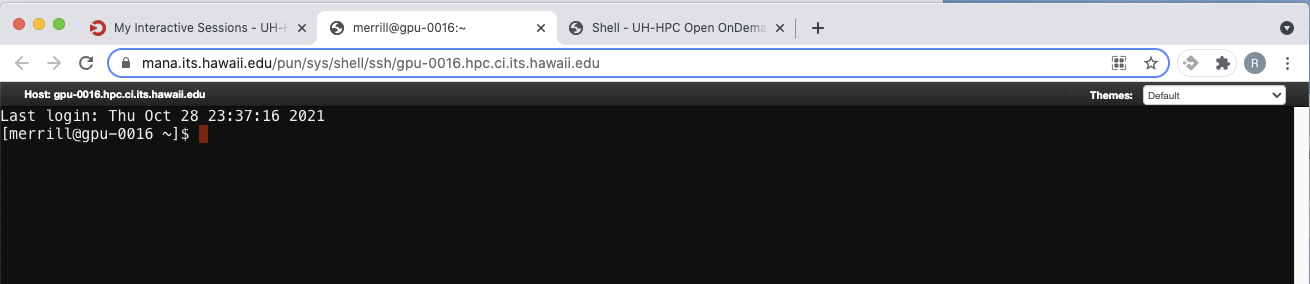 My Interactive Sessions - UH-H
merrill@gpu-0016:~
Shell - UH-HPC Open OnDema
mana.its.hawaii.edu/pun/sys/shell/ssh/gpu-0016.hpc.ci.its.hawaii.edu
R
Host: gpu-0016.hpc.ci.its.hawaii.edu
Themes:
Default
Last login: Thu Oct 28 23:37:16 2021
[merrill@gpu-0016 ~]$